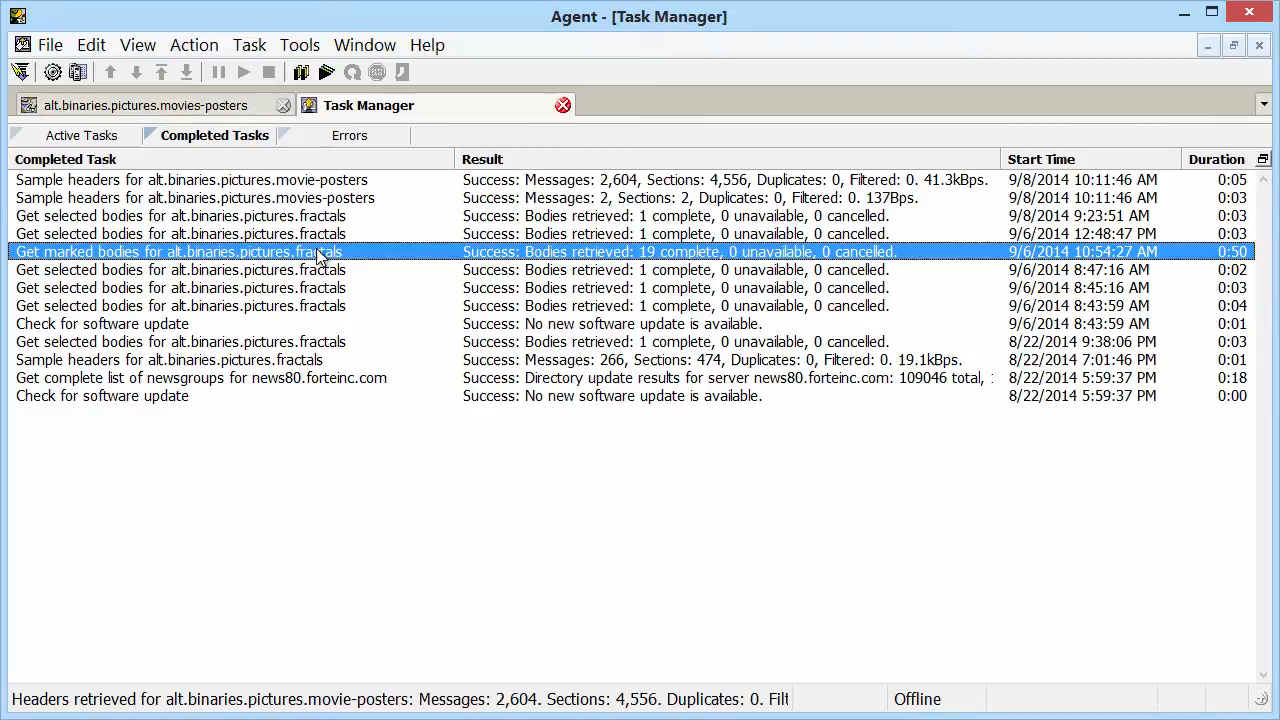 Agent - [Task Manager]
File Edit View Action Task Tools Window Help
alt.binaries.pictures.movies-posters Task Manager
Active Tasks Completed Tasks Errors
Completed Task Result Start Time Duration
Sample headers for alt.binaries.pictures.movie-posters Success: Messages: 2,604, Sections: 4,556, Duplicates: 0, Filtered: 0. 41.3kBps. 9/8/2014 10:11:46 AM 0:05
Sample headers for alt.binaries.pictures.movies-posters Success: Messages: 2, Sections: 2, Duplicates: 0, Filtered: 0. 137Bps. 9/8/2014 10:11:46 AM 0:03
Get selected bodies for alt.binaries.pictures.fractals Success: Bodies retrieved: 1 complete, 0 unavailable, 0 cancelled. 9/8/2014 9:23:51 AM 0:03
Get selected bodies for alt.binaries.pictures.fractals Success: Bodies retrieved: 1 complete, 0 unavailable, 0 cancelled. 9/6/2014 12:48:47 PM 0:03
Get marked bodies for alt.binaries.pictures.fractals Success: Bodies retrieved: 19 complete, 0 unavailable, 0 cancelled. 9/6/2014 10:54:27 AM 0:50
Get selected bodies for alt.binaries.pictures.fractals Success: Bodies retrieved: 1 complete, 0 unavailable, 0 cancelled. 9/6/2014 8:47:16 AM 0:02
Get selected bodies for alt.binaries.pictures.fractals Success: Bodies retrieved: 1 complete, 0 unavailable, 0 cancelled. 9/6/2014 8:45:16 AM 0:03
Get selected bodies for alt.binaries.pictures.fractals Success: Bodies retrieved: 1 complete, 0 unavailable, 0 cancelled. 9/6/2014 8:43:59 AM 0:04
Check for software update Success: No new software update is available. 9/6/2014 8:43:59 AM 0:01
Get selected bodies for alt.binaries.pictures.fractals Success: Bodies retrieved: 1 complete, 0 unavailable, 0 cancelled. 8/22/2014 9:38:06 PM 0:03
Sample headers for alt.binaries.pictures.fractals Success: Messages: 266, Sections: 474, Duplicates: 0, Filtered: 0. 19.1kBps. 8/22/2014 7:01:46 PM 0:01
Get complete list of newsgroups for news80.forteinc.com Success: Directory update results for server news80.forteinc.com: 109046 total, 8/22/2014 5:59:37 PM 0:18
Check for software update Success: No new software update is available. 8/22/2014 5:59:37 PM 0:00
Headers retrieved for alt.binaries.pictures.movie-posters: Messages: 2,604. Sections: 4,556. Duplicates: 0. Filt Offline